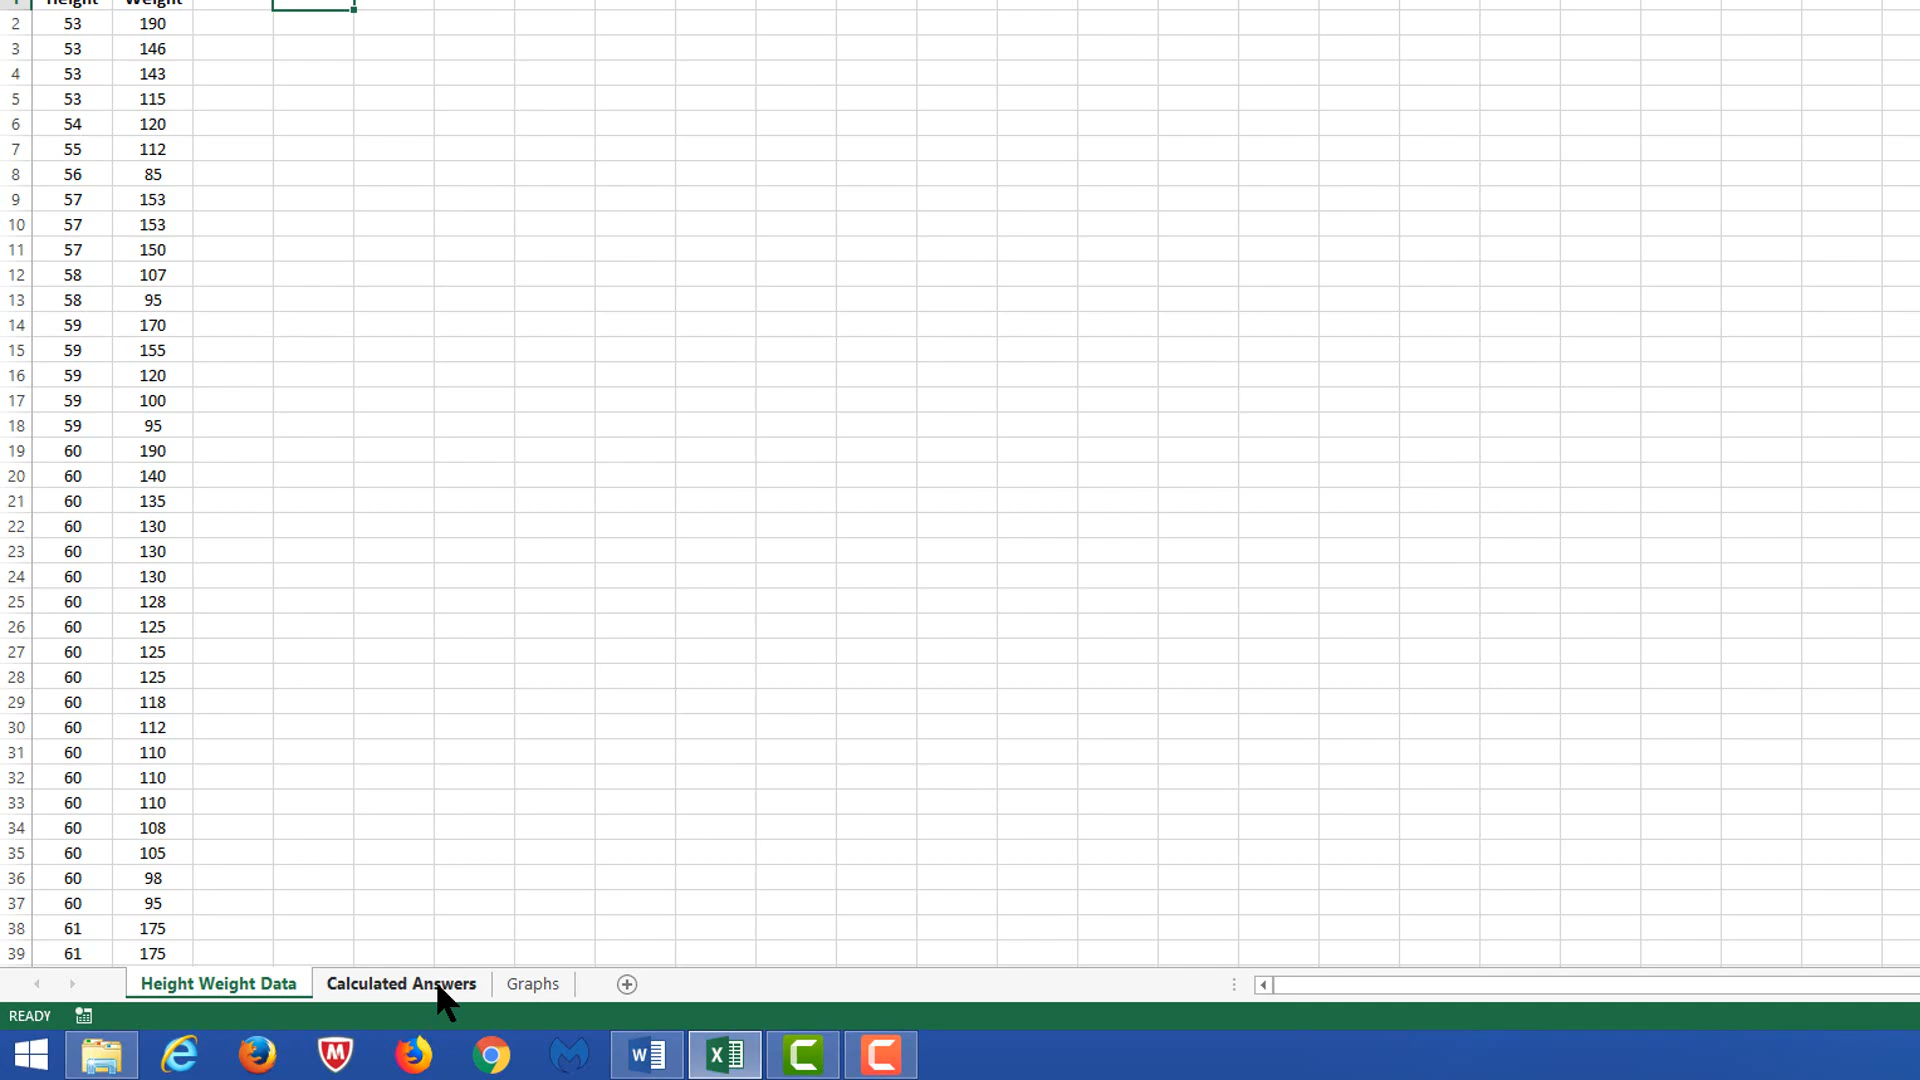 1 Height Weight
2 53 190
3 53 146
4 53 143
5 53 115
6 54 120
7 55 112
8 56 85
9 57 153
10 57 153
11 57 150
12 58 107
13 58 95
14 59 170
15 59 155
16 59 120
17 59 100
18 59 95
19 60 190
20 60 140
21 60 135
22 60 130
23 60 130
24 60 130
25 60 128
26 60 125
27 60 125
28 60 125
29 60 118
30 60 112
31 60 110
32 60 110
33 60 110
34 60 108
35 60 105
36 60 98
37 60 95
38 61 175
39 61 175
Height Weight Data Calculated Answers Graphs
READY